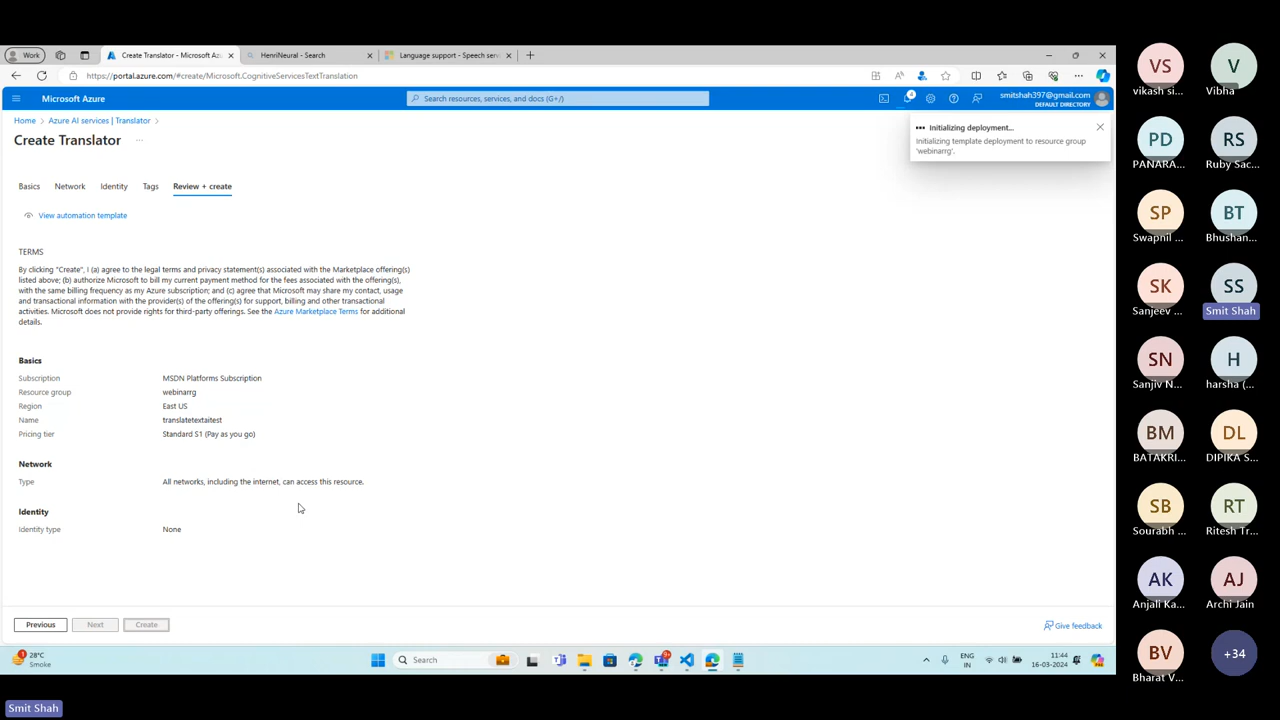 Work
Create Translator - Microsoft Az
HenriNeural - Search
Language support - Speech serv
https://portal.azure.com/#create/Microsoft.CognitiveServicesTextTranslation
Microsoft Azure
Search resources, services, and docs (G+/)
smitshah397@gmail.com
DEFAULT DIRECTORY
Home > Azure AI services | Translator >
Create Translator
...
Initializing deployment...
Initializing template deployment to resource group
'webinarrg'.
Basics
Network
Identity
Tags
Review + create
View automation template
TERMS
By clicking "Create", I (a) agree to the legal terms and privacy statement(s) associated with the Marketplace offering(s)
listed above; (b) authorize Microsoft to bill my current payment method for the fees associated with the offering(s),
with the same billing frequency as my Azure subscription; and (c) agree that Microsoft may share my contact, usage
and transactional information with the provider(s) of the offering(s) for support, billing and other transactional
activities. Microsoft does not provide rights for third-party offerings. See the Azure Marketplace Terms for additional
details.
Basics
Subscription MSDN Platforms Subscription
Resource group webinarrg
Region East US
Name translatetextaitest
Pricing tier Standard S1 (Pay as you go)
Network
Type All networks, including the internet, can access this resource.
Identity
Identity type None
Previous
Next
Create
Give feedback
28°C
Smoke
Search
ENG
IN
11:44
16-03-2024
Smit Shah
VS
vikash si...
V
Vibha
PD
PANARA...
RS
Ruby Sac...
SP
Swapnil ...
BT
Bhushan...
SK
Sanjeev ...
SS
Smit Shah
SN
Sanjiv N...
H
harsha (...
BM
BATAKRI...
DL
DIPIKA S...
SB
Sourabh ...
RT
Ritesh Tr...
AK
Anjali Ka...
AJ
Archi Jain
BV
Bharat V...
+34